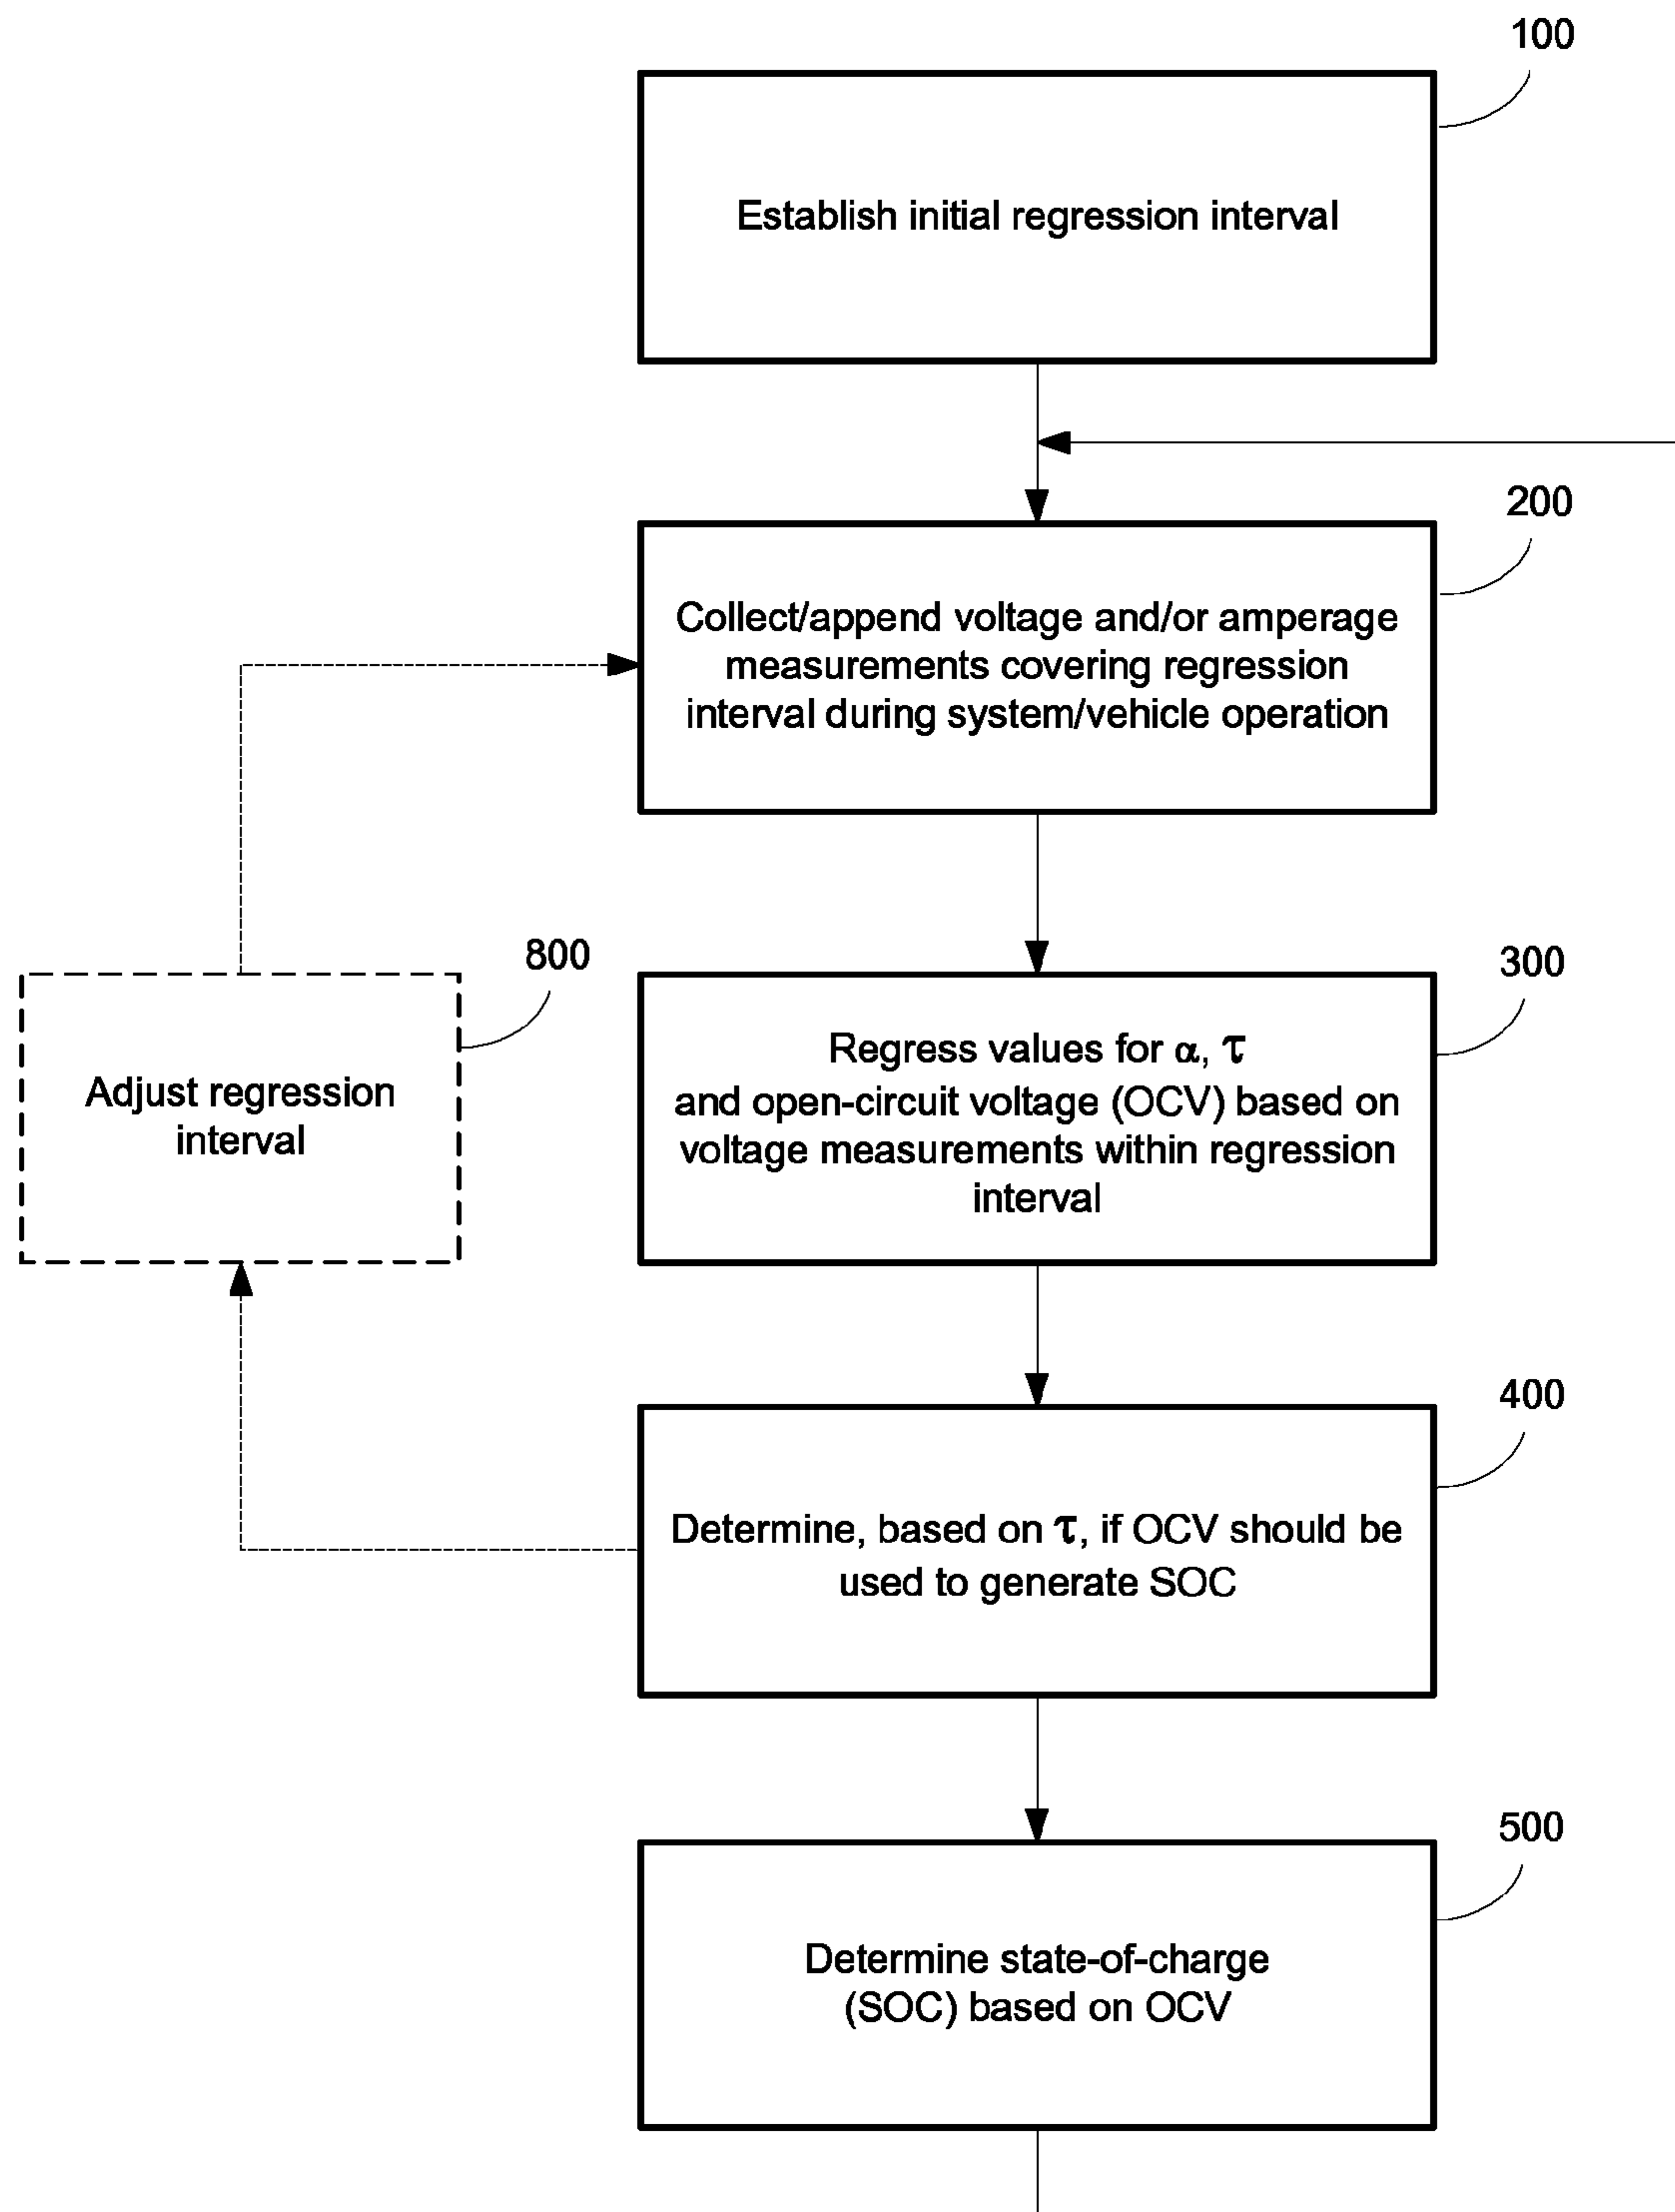 100
Establish initial regression interval
200
Collect/append voltage and/or amperage
measurements covering regression
interval during system/vehicle operation
800
Adjust regression
interval
300
Regress values for α, τ
and open-circuit voltage (OCV) based on
voltage measurements within regression
interval
400
Determine, based on τ, if OCV should be
used to generate SOC
500
Determine state-of-charge
(SOC) based on OCV